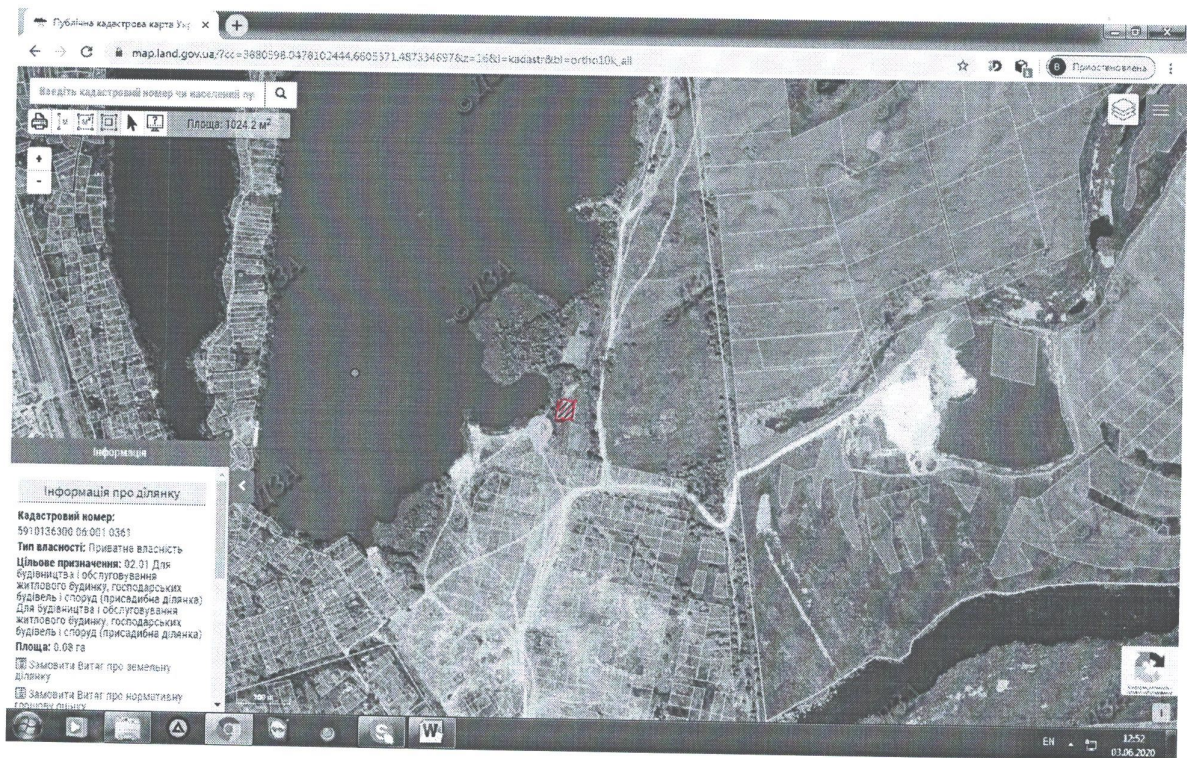 Публічна кадастрова карта Укр
map.land.gov.ua/?cc=3880598.0478102444,6605371.487334697&z=16&l=kadastr&bl=ortho10k_all
В
Призостановлена
Введіть кадастровий номер чи населений пу
Площа: 1024.2 м²
+
-
Інформація
Інформація про ділянку
Кадастровий номер:
5910136300:06:001:0361
Тип власності: Приватна власність
Цільове призначення: 02.01 Для
будівництва і обслуговування
житлового будинку, господарських
будівель і споруд (присадибна ділянка)
Для будівництва і обслуговування
житлового будинку, господарських
будівель і споруд (присадибна ділянка)
Площа: 0.08 га
Замовити Витяг про земельну
ділянку
Замовити Витяг про нормативну
грошову оцінку
EN
12:52
03.06.2020